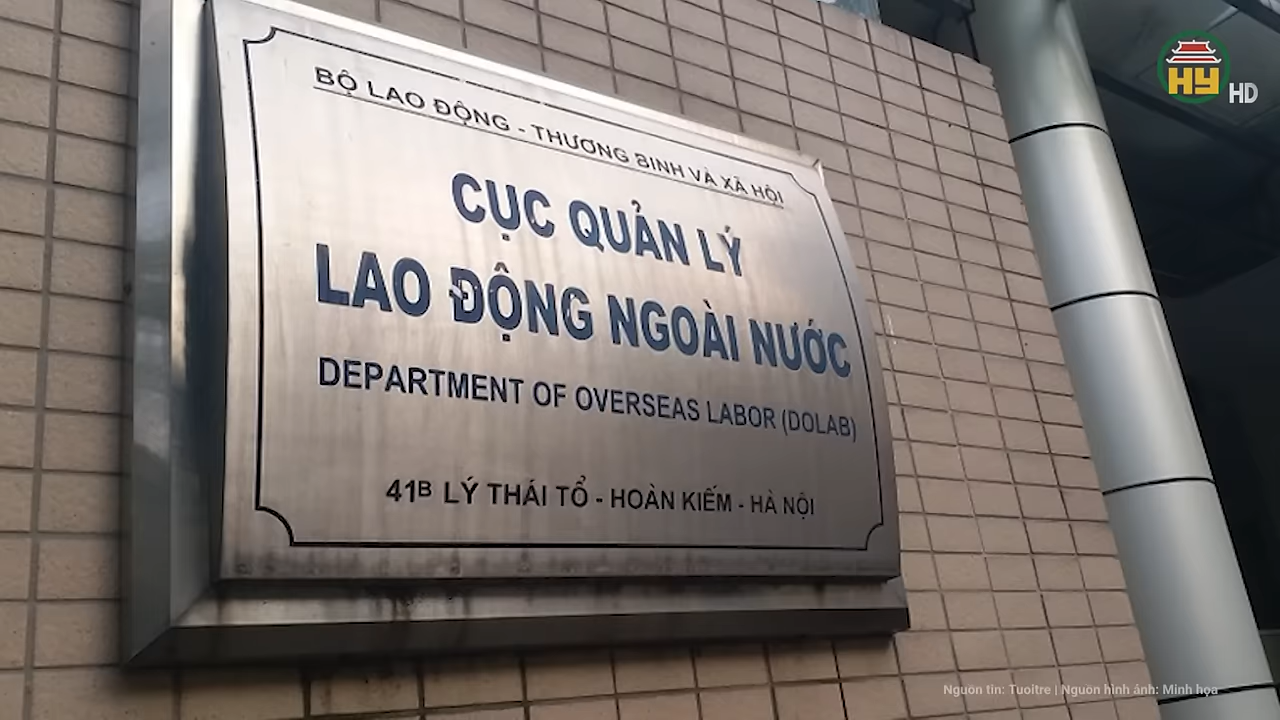 BỘ LAO ĐỘNG - THƯƠNG BINH VÀ XÃ HỘI
CỤC QUẢN LÝ
LAO ĐỘNG NGOÀI NƯỚC
DEPARTMENT OF OVERSEAS LABOR (DOLAB)
41B LÝ THÁI TỔ - HOÀN KIẾM - HÀ NỘI
HY HD
Nguồn tin: Tuoitre | Nguồn hình ảnh: Minh họa